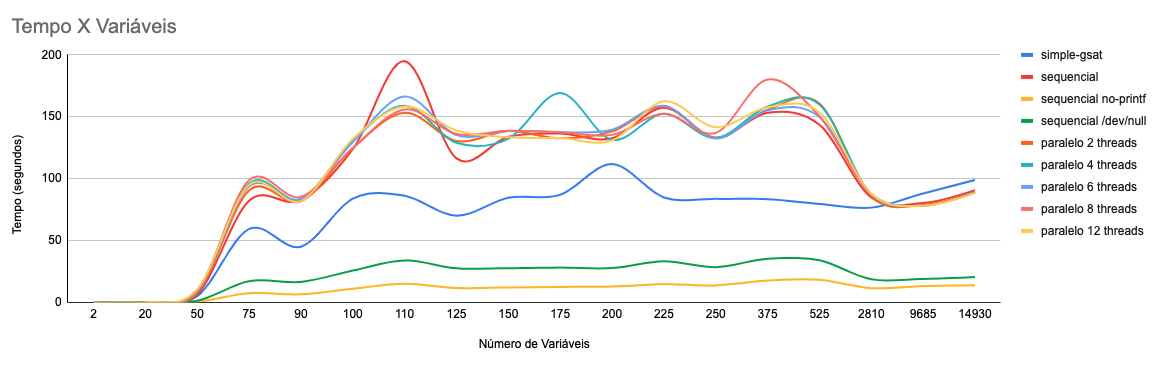 Tempo X Variáveis
Tempo (segundos)
200
150
100
50
0
2 20 50 75 90 100 110 125 150 175 200 225 250 375 525 2810 9685 14930
Número de Variáveis
simple-gsat
sequencial
sequencial no-printf
sequencial /dev/null
paralelo 2 threads
paralelo 4 threads
paralelo 6 threads
paralelo 8 threads
paralelo 12 threads